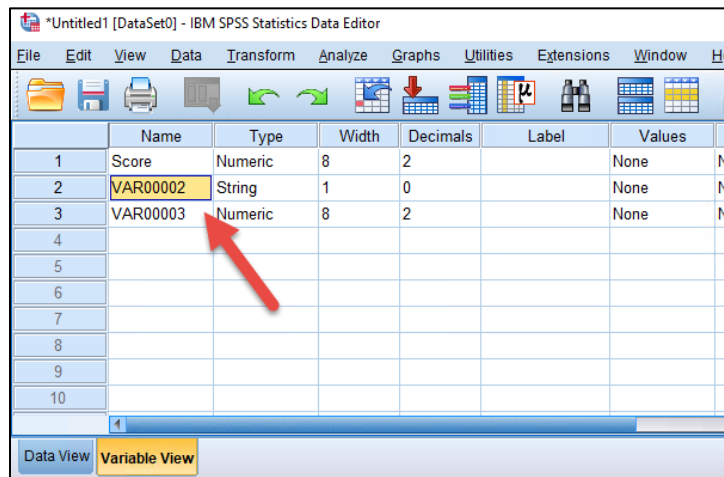 *Untitled1 [DataSet0] - IBM SPSS Statistics Data Editor
File Edit View Data Transform Analyze Graphs Utilities Extensions Window
Name Type Width Decimals Label Values
1 Score Numeric 8 2 None
2 VAR00002 String 1 0 None
3 VAR00003 Numeric 8 2 None
4
5
6
7
8
9
10
Data View Variable View